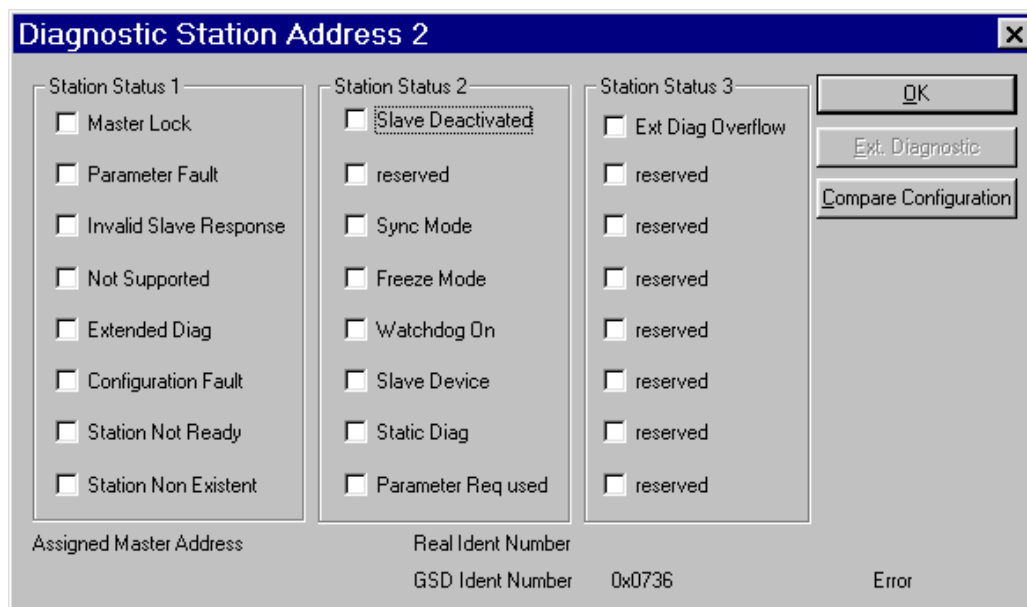 Diagnostic Station Address 2
Station Status 1
Master Lock
Parameter Fault
Invalid Slave Response
Not Supported
Extended Diag
Configuration Fault
Station Not Ready
Station Non Existent
Station Status 2
Slave Deactivated
reserved
Sync Mode
Freeze Mode
Watchdog On
Slave Device
Static Diag
Parameter Req used
Station Status 3
Ext Diag Overflow
reserved
reserved
reserved
reserved
reserved
reserved
reserved
OK
Ext. Diagnostic
Compare Configuration
Assigned Master Address
Real Ident Number
GSD Ident Number 0x0736 Error